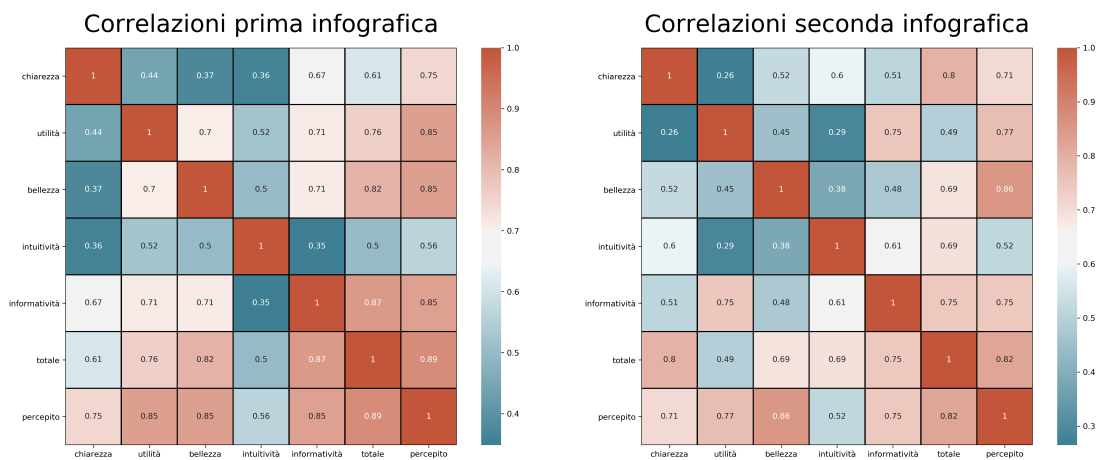 Correlazioni prima infografica
chiarezza 1 0.44 0.37 0.36 0.67 0.61 0.75
utilità 0.44 1 0.7 0.52 0.71 0.76 0.85
bellezza 0.37 0.7 1 0.5 0.71 0.82 0.85
intuitività 0.36 0.52 0.5 1 0.35 0.5 0.56
informatività 0.67 0.71 0.71 0.35 1 0.87 0.85
totale 0.61 0.76 0.82 0.5 0.87 1 0.89
percepito 0.75 0.85 0.85 0.56 0.85 0.89 1
chiarezza utilità bellezza intuitività informatività totale percepito
1.0
0.9
0.8
0.7
0.6
0.5
0.4
Correlazioni seconda infografica
chiarezza 1 0.26 0.52 0.6 0.51 0.8 0.71
utilità 0.26 1 0.45 0.29 0.75 0.49 0.77
bellezza 0.52 0.45 1 0.38 0.48 0.69 0.86
intuitività 0.6 0.29 0.38 1 0.61 0.69 0.52
informatività 0.51 0.75 0.48 0.61 1 0.75 0.75
totale 0.8 0.49 0.69 0.69 0.75 1 0.82
percepito 0.71 0.77 0.86 0.52 0.75 0.82 1
chiarezza utilità bellezza intuitività informatività totale percepito
1.0
0.9
0.8
0.7
0.6
0.5
0.4
0.3